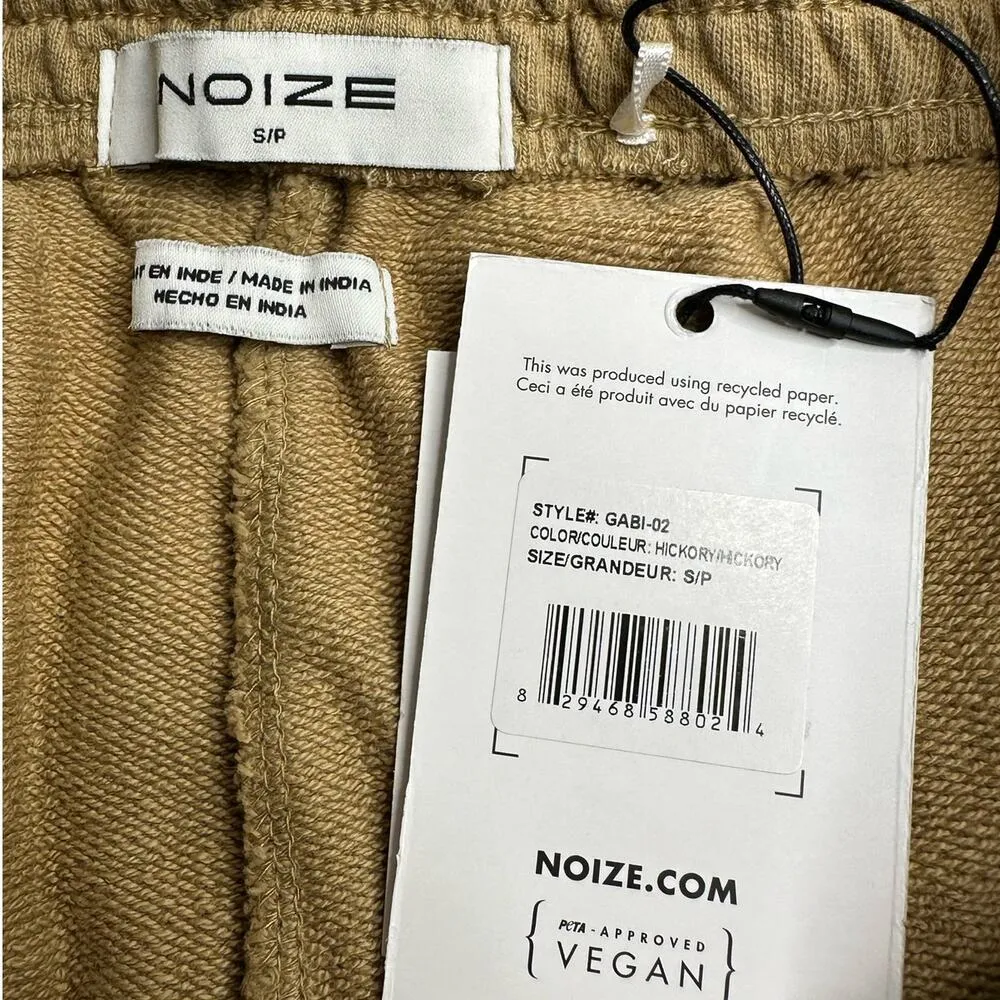 NOIZE
S/P
EN INDE / MADE IN INDIA
HECHO EN INDIA
This was produced using recycled paper.
Ceci a été produit avec du papier recyclé.
STYLE#: GABI-02
COLOR/COULEUR: HICKORY/HICKORY
SIZE/GRANDEUR: S/P
8 29468 58802 4
NOIZE.COM
PETA - APPROVED
VEGAN